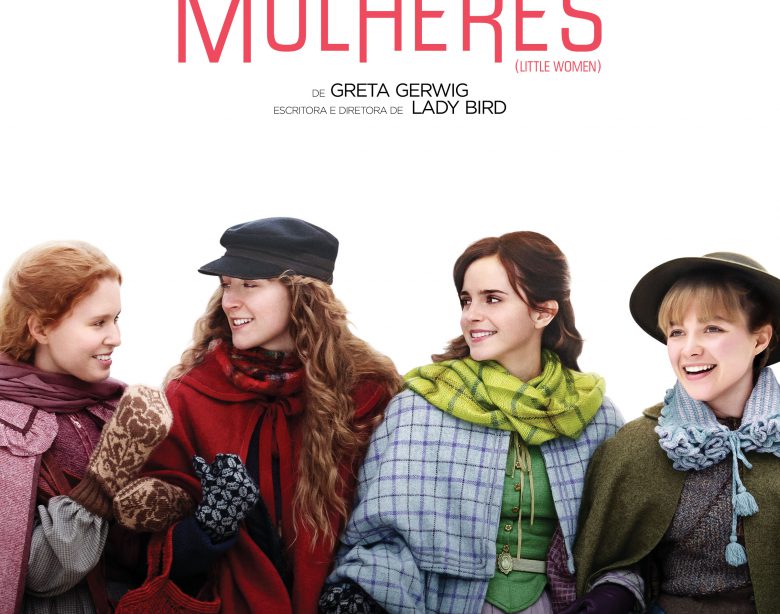 MULHERES
(LITTLE WOMEN)
DE GRETA GERWIG
ESCRITORA E DIRETORA DE LADY BIRD